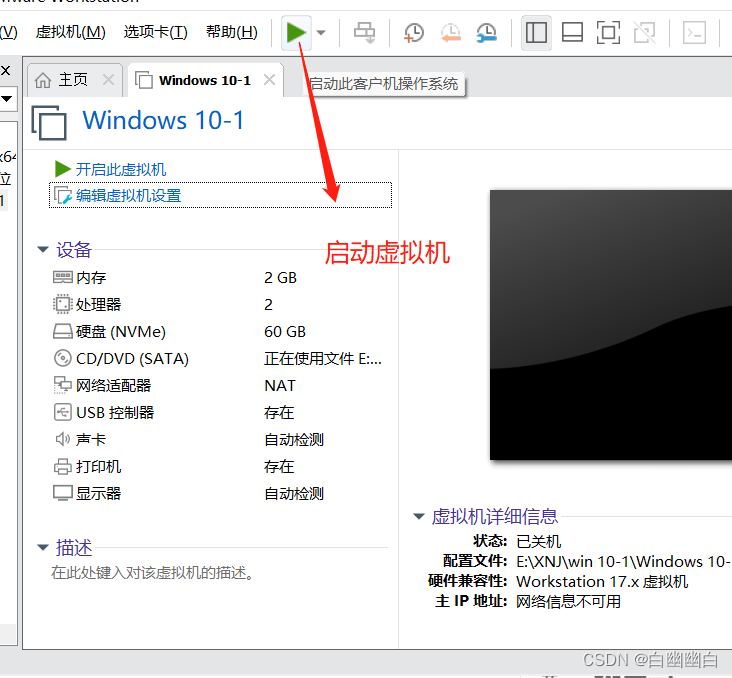 (V) 虚拟机(M) 选项卡(T) 帮助(H)
主页 Windows 10-1
启动此客户机操作系统
Windows 10-1
开启此虚拟机
编辑虚拟机设置
启动虚拟机
设备
内存 2 GB
处理器 2
硬盘 (NVMe) 60 GB
CD/DVD (SATA) 正在使用文件 E:...
网络适配器 NAT
USB 控制器 存在
声卡 自动检测
打印机 存在
显示器 自动检测
描述
在此处键入对该虚拟机的描述。
虚拟机详细信息
状态: 已关机
配置文件: E:\XNJ\win 10-1\Windows 10-
硬件兼容性: Workstation 17.x 虚拟机
主 IP 地址: 网络信息不可用
CSDN @白幽幽白